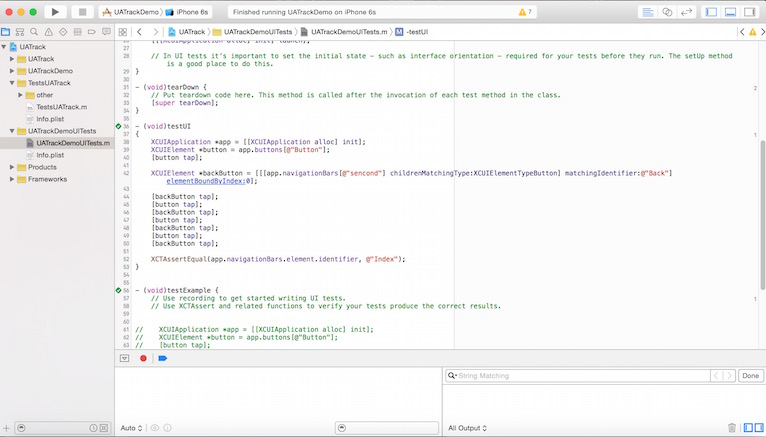 UATrackDemo
iPhone 6s
Finished running UATrackDemo on iPhone 6s
7
UATrack
UATrackDemoUITests
UATrackDemoUITests.m
M
-testUI
UATrack
UATrack
UATrackDemo
TestsUATrack
other
TestsUATrack.m
Info.plist
UATrackDemoUITests
UATrackDemoUITests.m
Info.plist
Products
Frameworks
27
28 // In UI tests it's important to set the initial state - such as interface orientation - required for your tests before they run. The setUp method
is a good place to do this.
29 }
30
31 - (void)tearDown {
32 // Put teardown code here. This method is called after the invocation of each test method in the class.
33 [super tearDown];
34 }
35
36 - (void)testUI
37 {
38 XCUIApplication *app = [[XCUIApplication alloc] init];
39 XCUIElement *button = app.buttons[@"Button"];
40 [button tap];
41
42 XCUIElement *backButton = [[[app.navigationBars[@"sencond"] childrenMatchingType:XCUIElementTypeButton] matchingIdentifier:@"Back"]
elementBoundByIndex:0];
43
44 [backButton tap];
45 [button tap];
46 [backButton tap];
47 [button tap];
48 [backButton tap];
49 [button tap];
50 [backButton tap];
51
52 XCTAssertEqual(app.navigationBars.element.identifier, @"Index");
53 }
54
55
56 - (void)testExample {
57 // Use recording to get started writing UI tests.
58 // Use XCTAssert and related functions to verify your tests produce the correct results.
59
60
61 // XCUIApplication *app = [[XCUIApplication alloc] init];
62 // XCUIElement *button = app.buttons[@"Button"];
63 // [button tap];
2
1
1
String Matching
Done
Auto
All Output